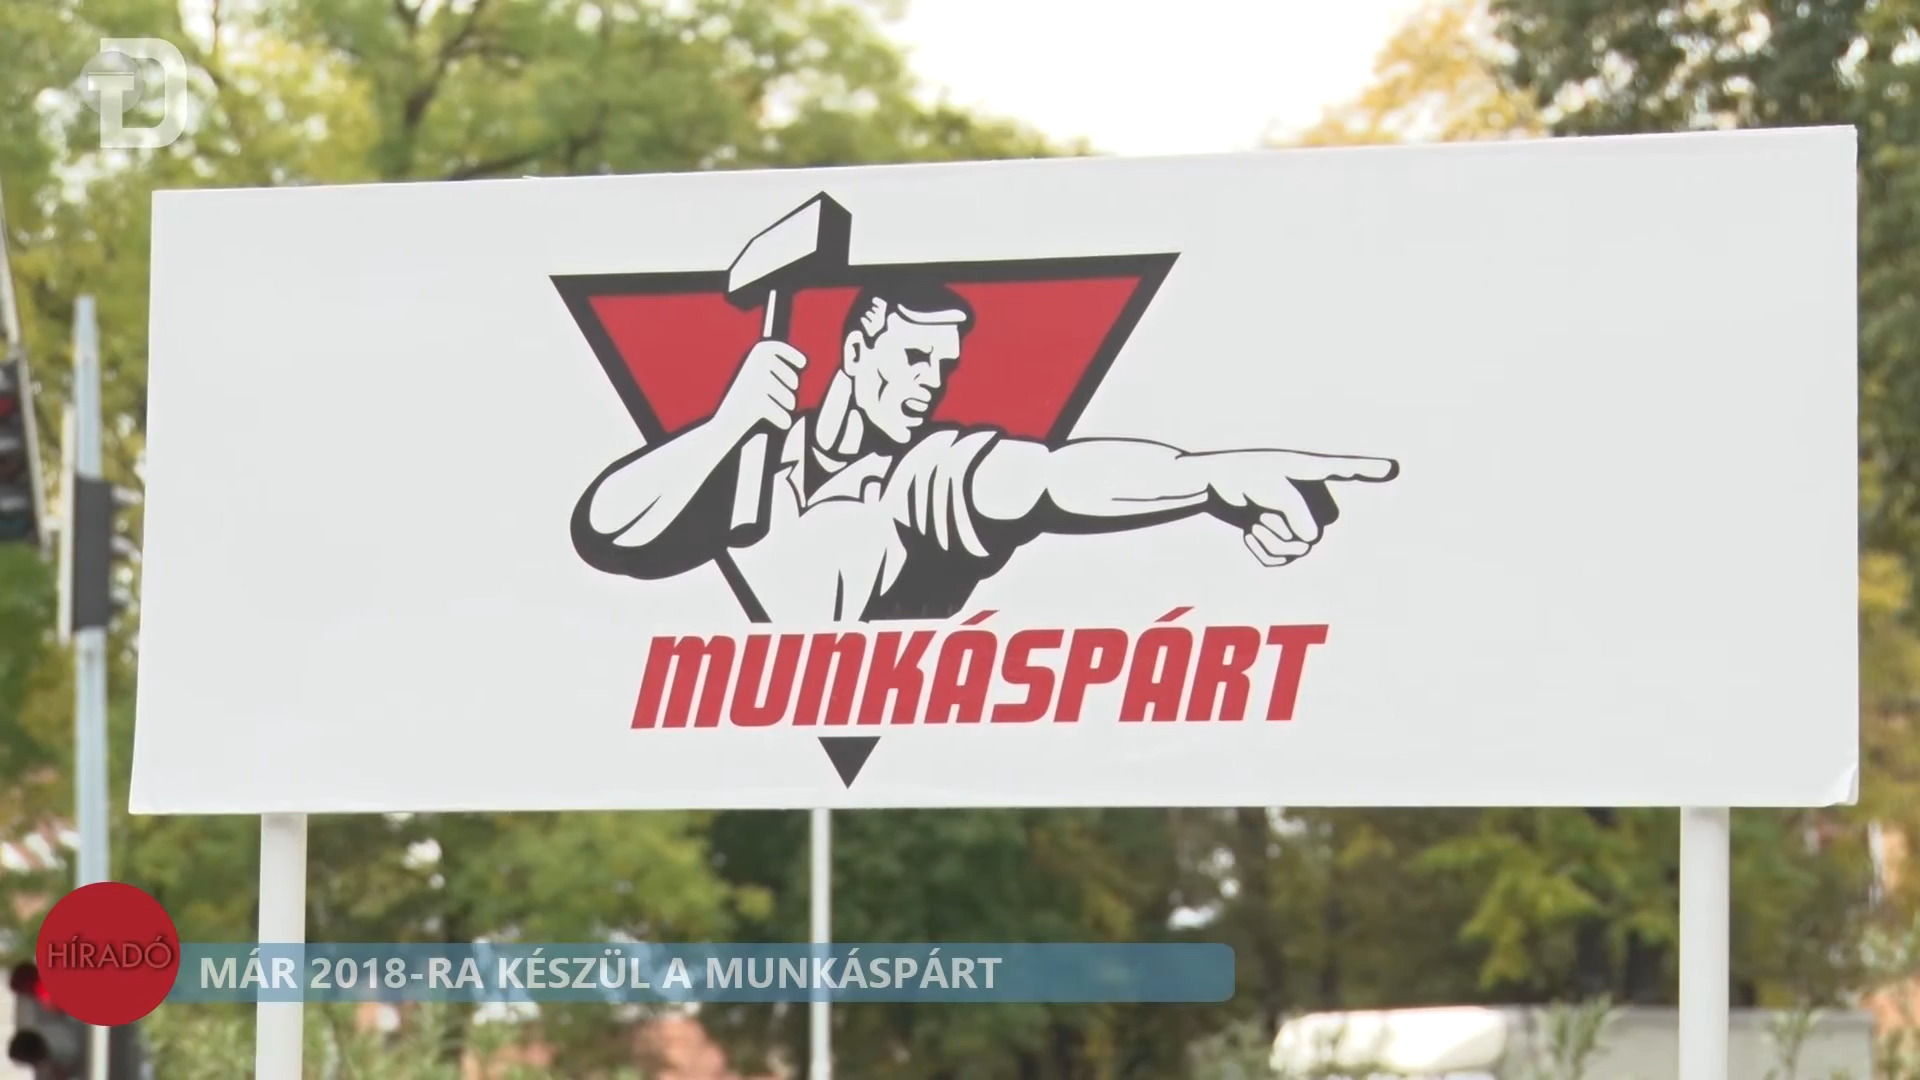 D
T
MUNKÁSPÁRT
HÍRADÓ
MÁR 2018-RA KÉSZÜL A MUNKÁSPÁRT